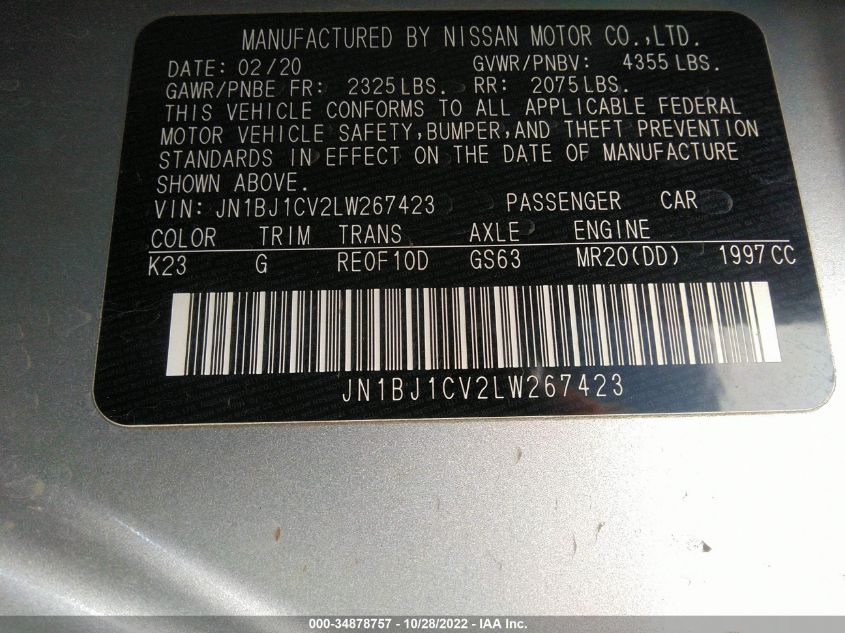 MANUFACTURED BY NISSAN MOTOR CO.,LTD.
DATE: 02/20 GVWR/PNBV: 4355 LBS.
GAWR/PNBE FR: 2325 LBS. RR: 2075 LBS.
THIS VEHICLE CONFORMS TO ALL APPLICABLE FEDERAL
MOTOR VEHICLE SAFETY, BUMPER, AND THEFT PREVENTION
STANDARDS IN EFFECT ON THE DATE OF MANUFACTURE
SHOWN ABOVE.
VIN: JN1BJ1CV2LW267423 PASSENGER CAR
COLOR TRIM TRANS AXLE ENGINE
K23 G RE0F10D GS63 MR20(DD) 1997 CC
JN1BJ1CV2LW267423
000-34878757 - 10/28/2022 - IAA Inc.